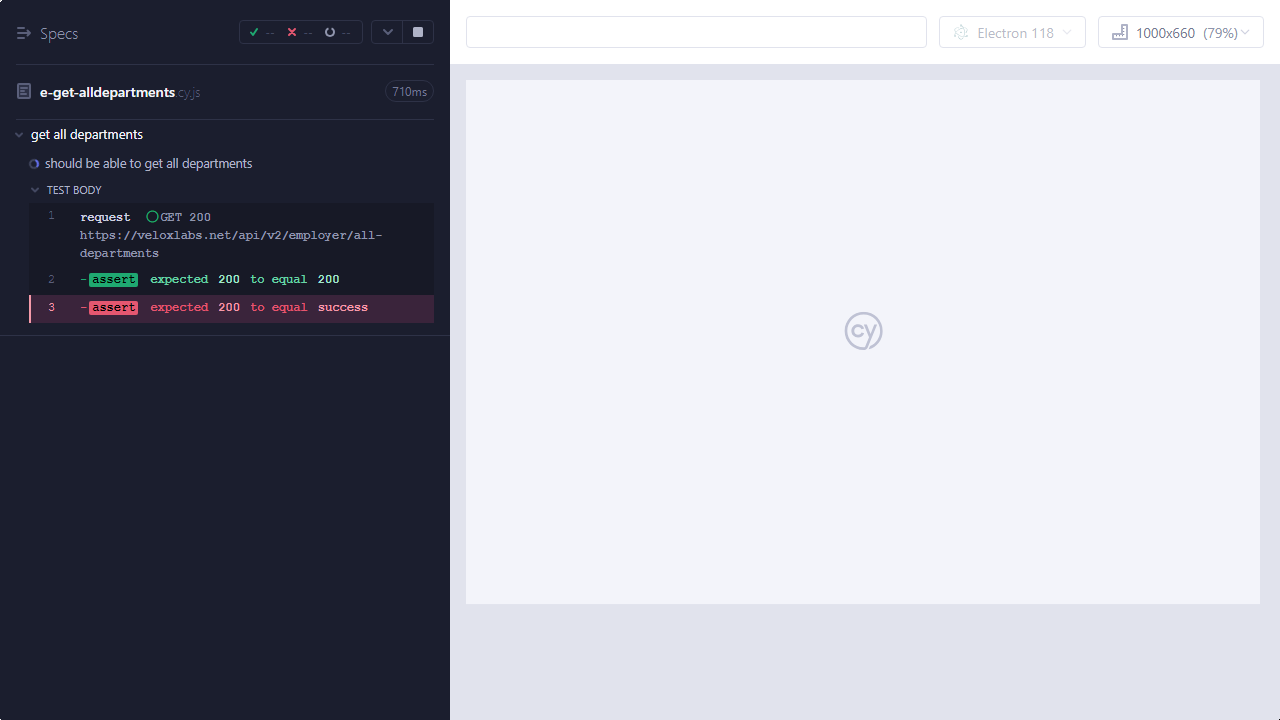 Specs
-- -- --
e-get-alldepartments.cy.js 710ms
get all departments
should be able to get all departments
TEST BODY
1 request GET 200
https://veloxlabs.net/api/v2/employer/all-
departments
2 -assert expected 200 to equal 200
3 -assert expected 200 to equal success
Electron 118
1000x660 (79%)
cy